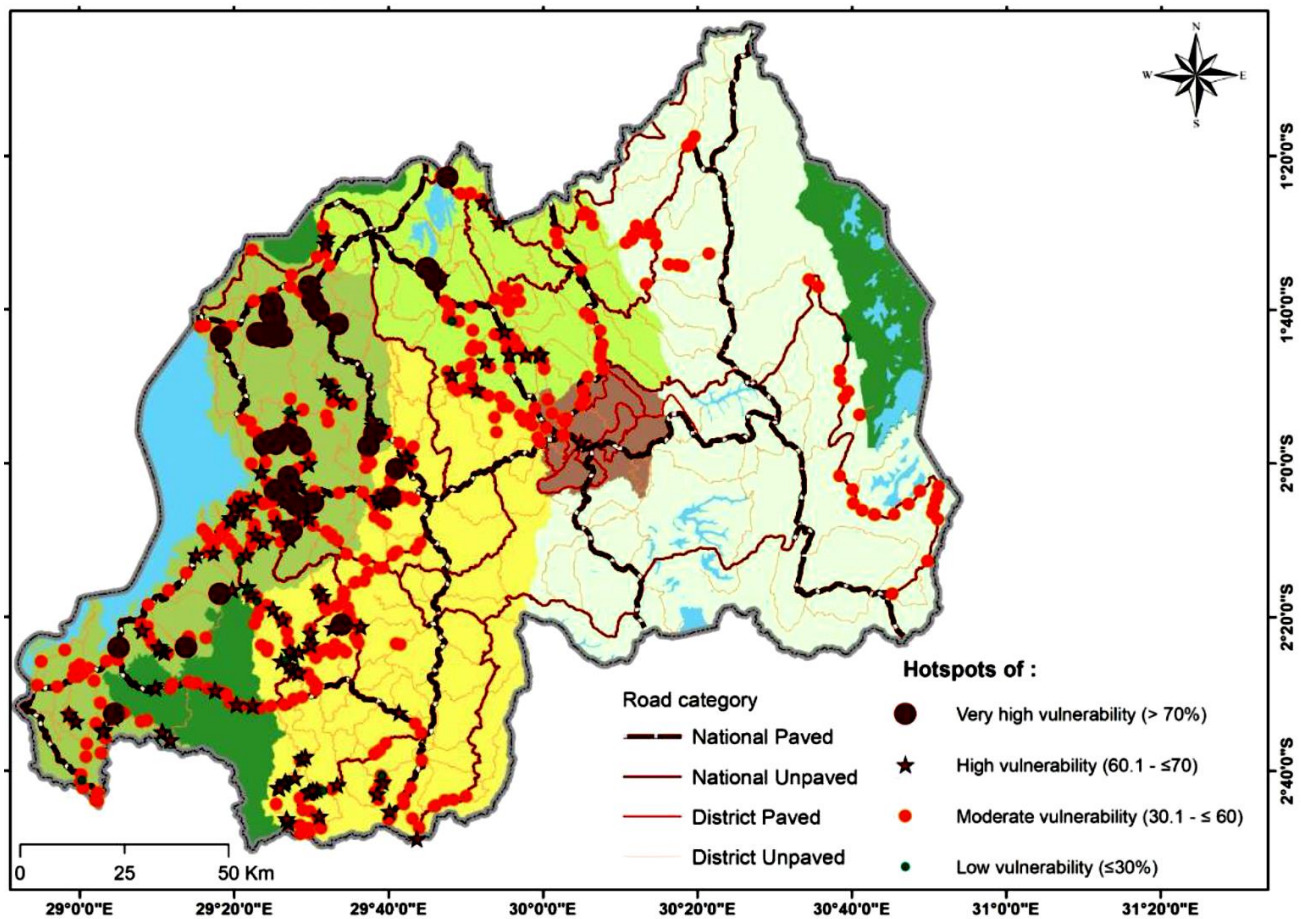 N
W E
S
1°20'0"S
1°40'0"S
2°0'0"S
2°20'0"S
2°40'0"S
Hotspots of :
Very high vulnerability (> 70%)
High vulnerability (60.1 - ≤70)
Moderate vulnerability (30.1 - ≤ 60)
Low vulnerability (≤30%)
Road category
National Paved
National Unpaved
District Paved
District Unpaved
0 25 50 Km
29°0'0"E 29°20'0"E 29°40'0"E 30°0'0"E 30°20'0"E 30°40'0"E 31°0'0"E 31°20'0"E